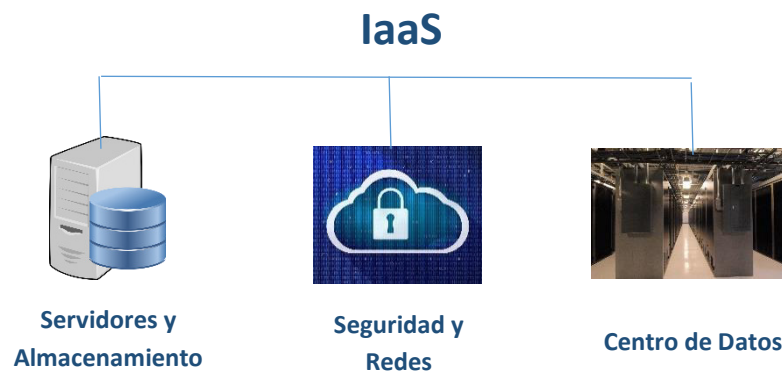 IaaS
Servidores y
Almacenamiento
Seguridad y
Redes
Centro de Datos